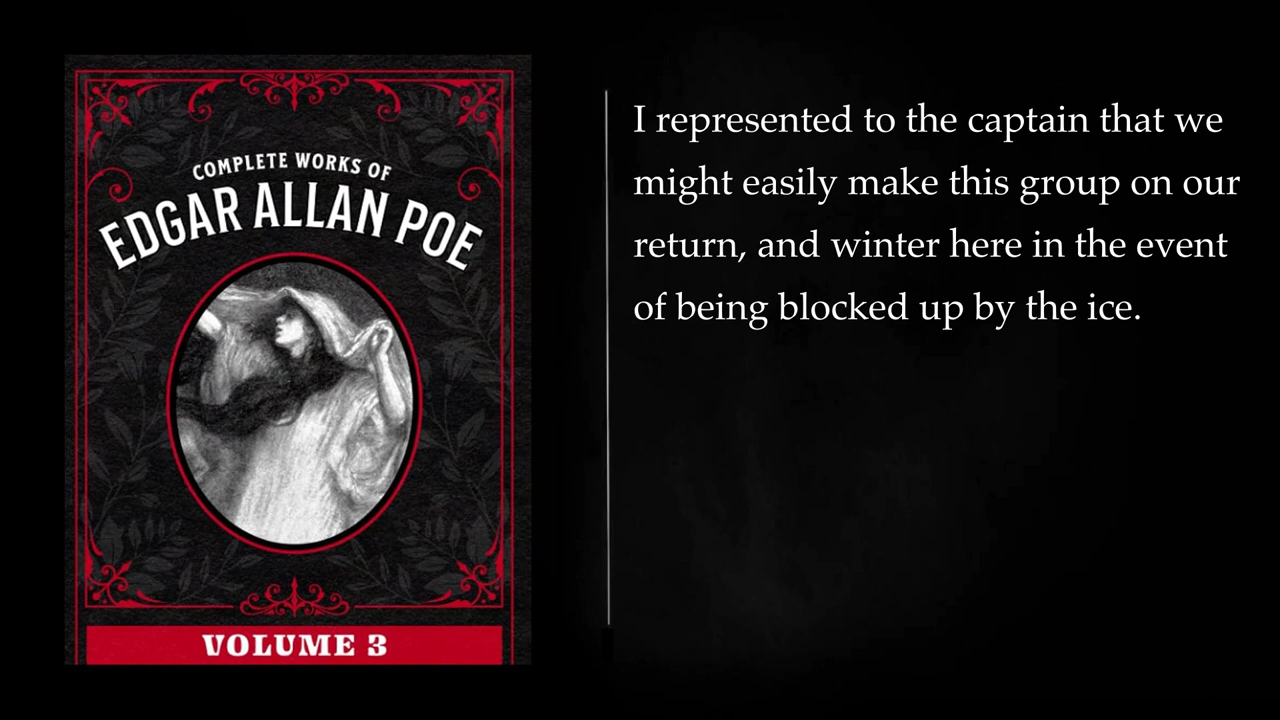 COMPLETE WORKS OF
EDGAR ALLAN POE
VOLUME 3
I represented to the captain that we
might easily make this group on our
return, and winter here in the event
of being blocked up by the ice.